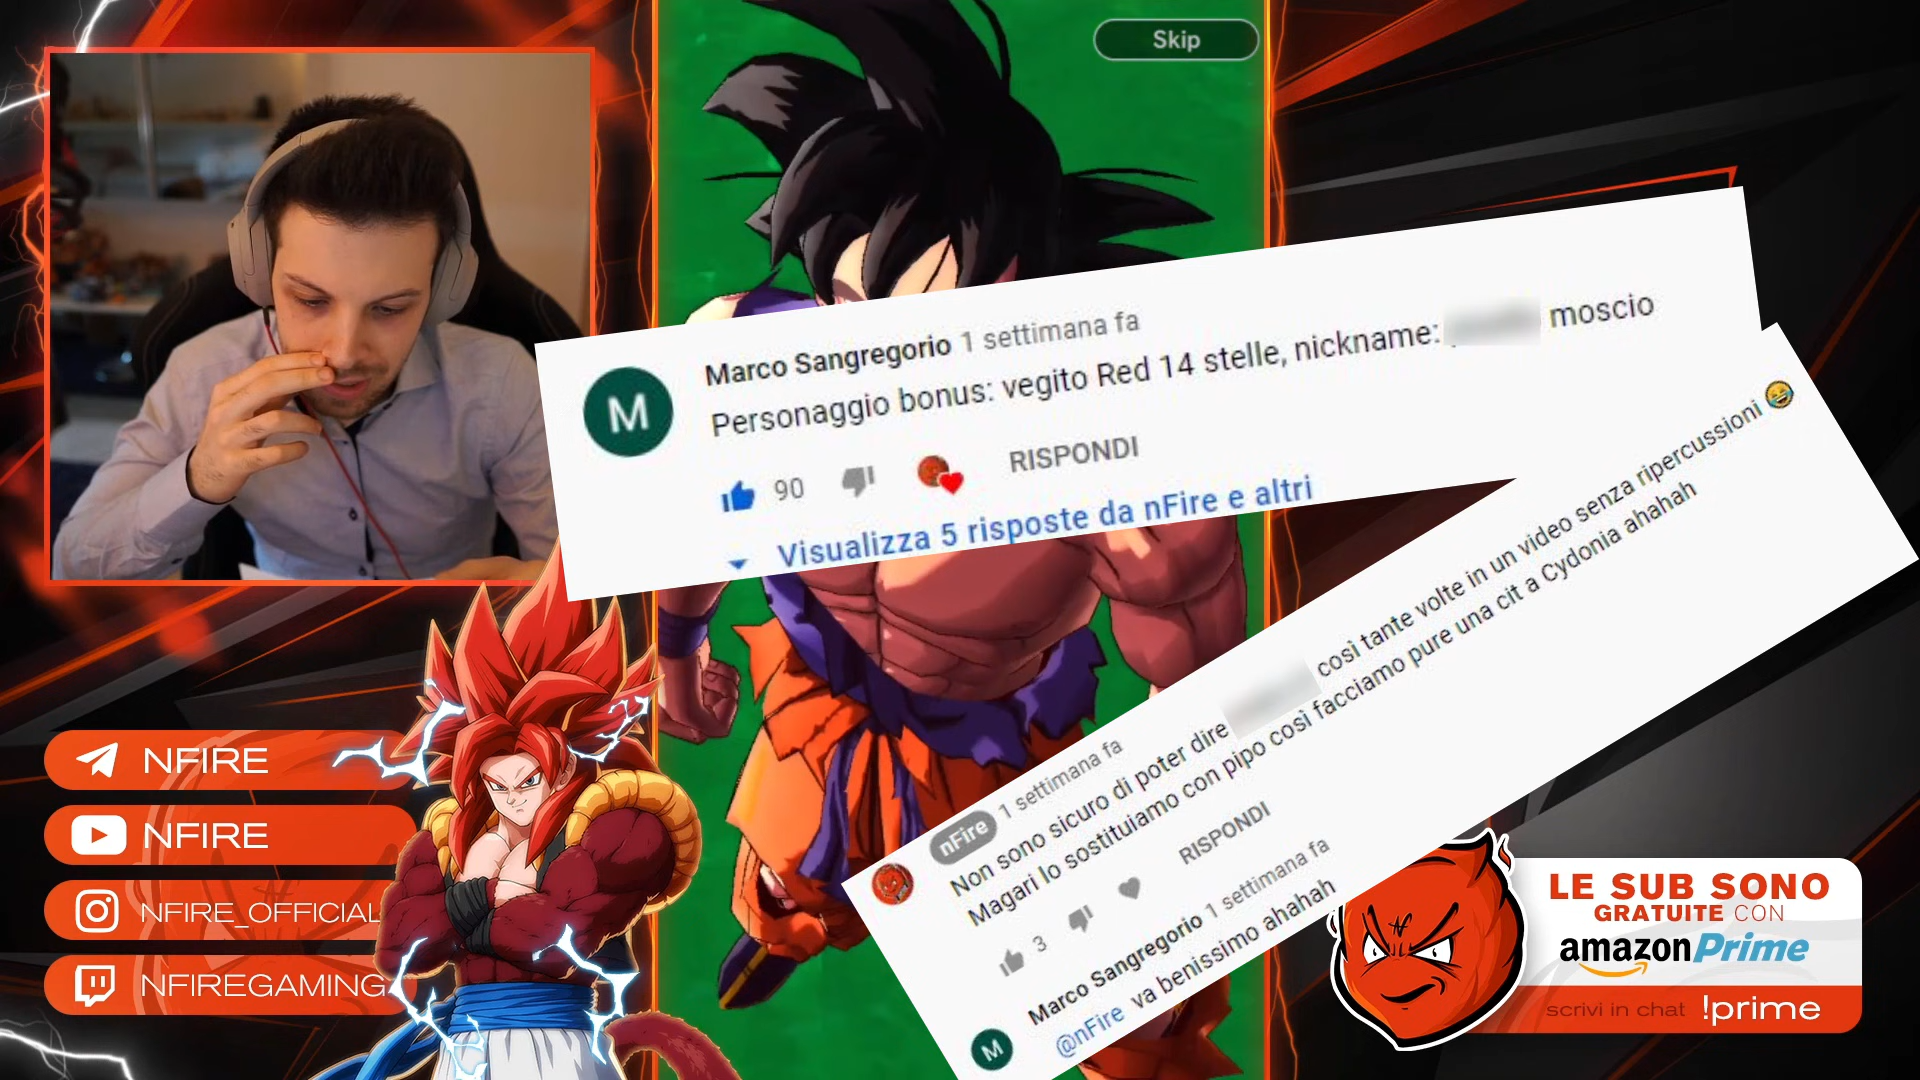 Skip
Marco Sangregorio 1 settimana fa
Personaggio bonus: vegito Red 14 stelle, nickname: moscio
M
90
RISPONDI
Visualizza 5 risposte da nFire e altri
nFire 1 settimana fa
Non sono sicuro di poter dire così tante volte in un video senza ripercussioni 😂
Magari lo sostituiamo con pipo così facciamo pure una cit a Cydonia ahahah
3
RISPONDI
Marco Sangregorio 1 settimana fa
M
@nFire va benissimo ahahah
NFIRE
NFIRE
NFIRE_OFFICIAL
NFIREGAMING
LE SUB SONO
GRATUITE CON
amazonPrime
scrivi in chat !prime